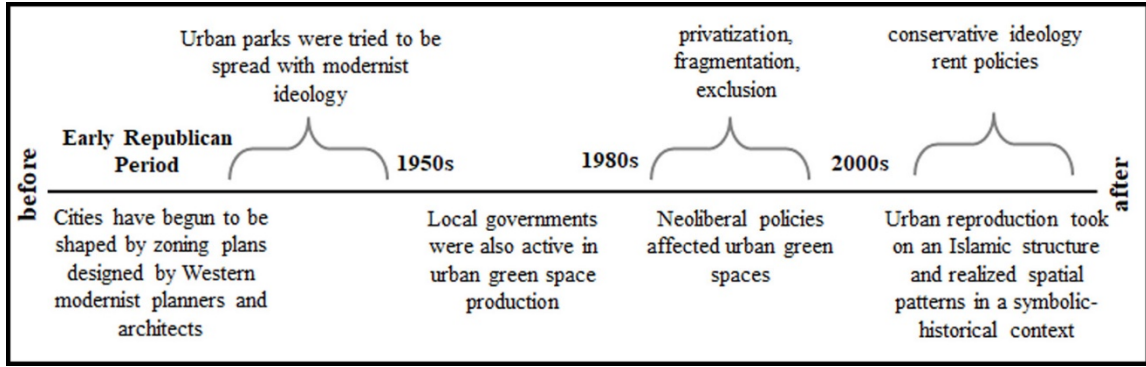 Urban parks were tried to be
spread with modernist
ideology
privatization,
fragmentation,
exclusion
conservative ideology
rent policies
before
Early Republican
Period
1950s
1980s
2000s
after
Cities have begun to be
shaped by zoning plans
designed by Western
modernist planners and
architects
Local governments
were also active in
urban green space
production
Neoliberal policies
affected urban green
spaces
Urban reproduction took
on an Islamic structure
and realized spatial
patterns in a symbolic-
historical context